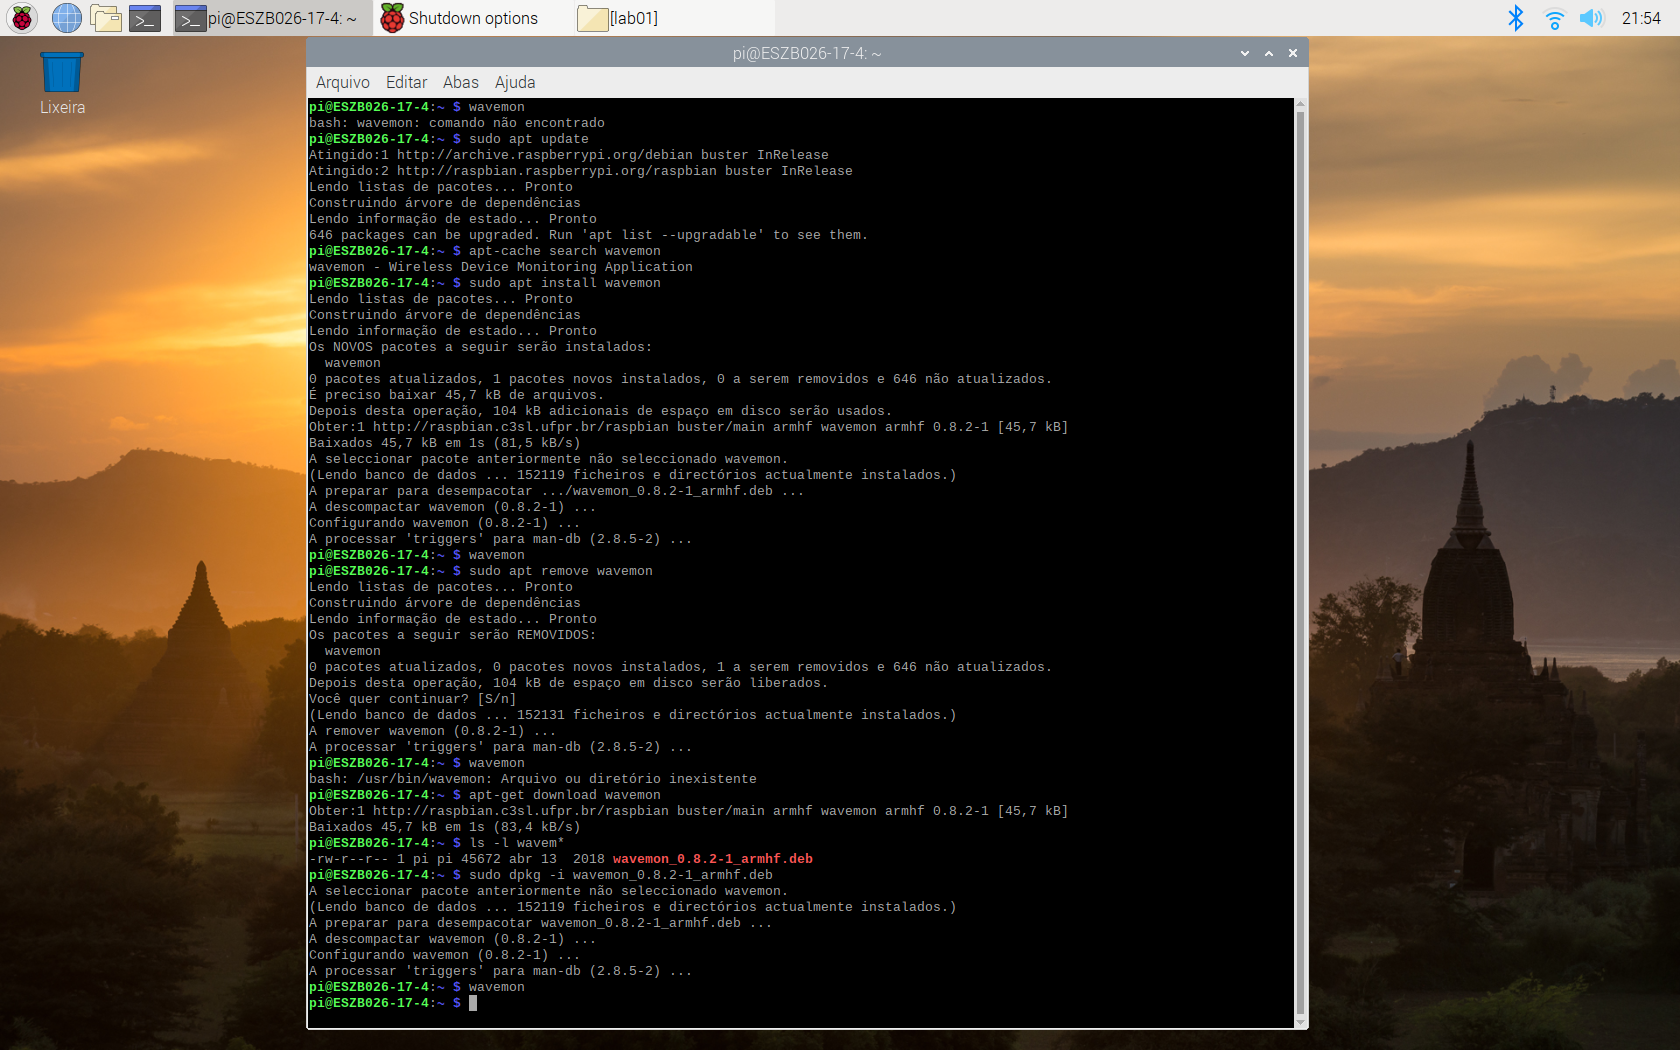 pi@ESZB026-17-4: ~
Shutdown options
[lab01]
21:54
Lixeira
pi@ESZB026-17-4: ~
Arquivo Editar Abas Ajuda
pi@ESZB026-17-4:~ $ wavemon
bash: wavemon: comando não encontrado
pi@ESZB026-17-4:~ $ sudo apt update
Atingido:1 http://archive.raspberrypi.org/debian buster InRelease
Atingido:2 http://raspbian.raspberrypi.org/raspbian buster InRelease
Lendo listas de pacotes... Pronto
Construindo árvore de dependências
Lendo informação de estado... Pronto
646 packages can be upgraded. Run 'apt list --upgradable' to see them.
pi@ESZB026-17-4:~ $ apt-cache search wavemon
wavemon - Wireless Device Monitoring Application
pi@ESZB026-17-4:~ $ sudo apt install wavemon
Lendo listas de pacotes... Pronto
Construindo árvore de dependências
Lendo informação de estado... Pronto
Os NOVOS pacotes a seguir serão instalados:
  wavemon
0 pacotes atualizados, 1 pacotes novos instalados, 0 a serem removidos e 646 não atualizados.
É preciso baixar 45,7 kB de arquivos.
Depois desta operação, 104 kB adicionais de espaço em disco serão usados.
Obter:1 http://raspbian.c3sl.ufpr.br/raspbian buster/main armhf wavemon armhf 0.8.2-1 [45,7 kB]
Baixados 45,7 kB em 1s (81,5 kB/s)
A seleccionar pacote anteriormente não seleccionado wavemon.
(Lendo banco de dados ... 152119 ficheiros e directórios actualmente instalados.)
A preparar para desempacotar .../wavemon_0.8.2-1_armhf.deb ...
A descompactar wavemon (0.8.2-1) ...
Configurando wavemon (0.8.2-1) ...
A processar 'triggers' para man-db (2.8.5-2) ...
pi@ESZB026-17-4:~ $ wavemon
pi@ESZB026-17-4:~ $ sudo apt remove wavemon
Lendo listas de pacotes... Pronto
Construindo árvore de dependências
Lendo informação de estado... Pronto
Os pacotes a seguir serão REMOVIDOS:
  wavemon
0 pacotes atualizados, 0 pacotes novos instalados, 1 a serem removidos e 646 não atualizados.
Depois desta operação, 104 kB de espaço em disco serão liberados.
Você quer continuar? [S/n]
(Lendo banco de dados ... 152131 ficheiros e directórios actualmente instalados.)
A remover wavemon (0.8.2-1) ...
A processar 'triggers' para man-db (2.8.5-2) ...
pi@ESZB026-17-4:~ $ wavemon
bash: /usr/bin/wavemon: Arquivo ou diretório inexistente
pi@ESZB026-17-4:~ $ apt-get download wavemon
Obter:1 http://raspbian.c3sl.ufpr.br/raspbian buster/main armhf wavemon armhf 0.8.2-1 [45,7 kB]
Baixados 45,7 kB em 1s (83,4 kB/s)
pi@ESZB026-17-4:~ $ ls -l wavem*
-rw-r--r-- 1 pi pi 45672 abr 13  2018 wavemon_0.8.2-1_armhf.deb
pi@ESZB026-17-4:~ $ sudo dpkg -i wavemon_0.8.2-1_armhf.deb
A seleccionar pacote anteriormente não seleccionado wavemon.
(Lendo banco de dados ... 152119 ficheiros e directórios actualmente instalados.)
A preparar para desempacotar wavemon_0.8.2-1_armhf.deb ...
A descompactar wavemon (0.8.2-1) ...
Configurando wavemon (0.8.2-1) ...
A processar 'triggers' para man-db (2.8.5-2) ...
pi@ESZB026-17-4:~ $ wavemon
pi@ESZB026-17-4:~ $